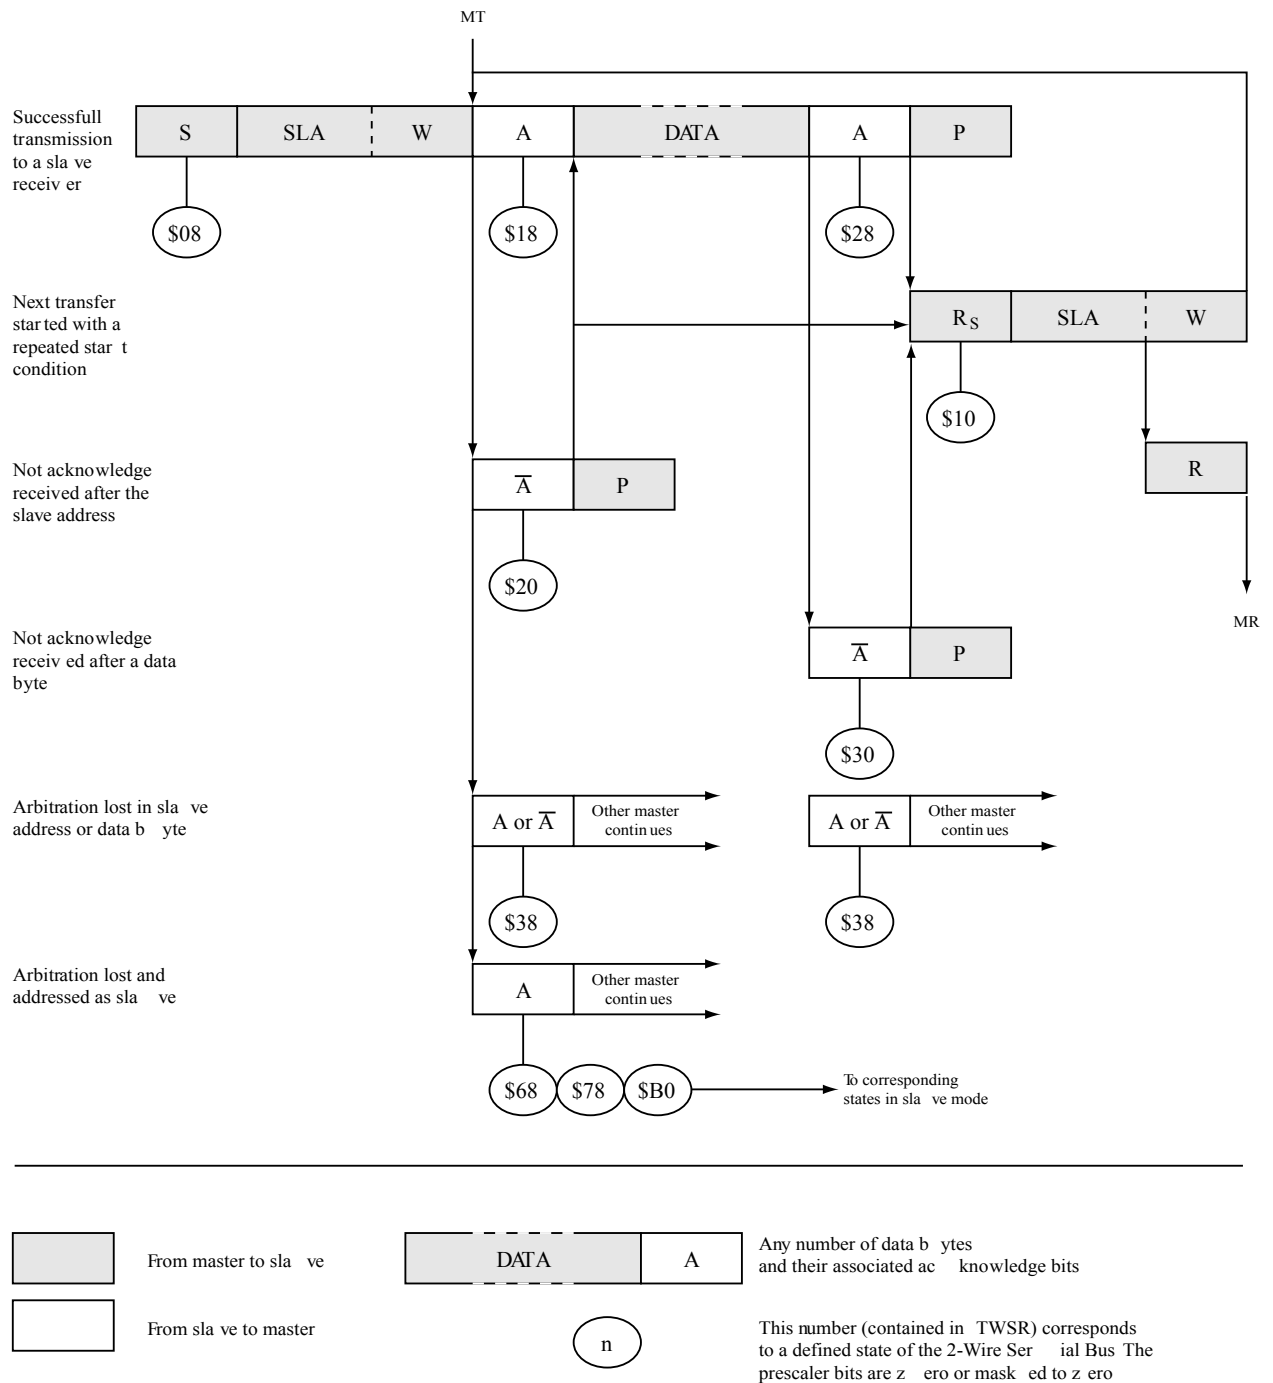 MT
Successfull
transmission
to a sla ve
receiv er
S SLA W A DATA A P
$08 $18 $28
Next transfer
star ted with a
repeated star t
condition
RS SLA W
$10
Not acknowledge
received after the
slave address
A̅ P
R
$20
MR
Not acknowledge
receiv ed after a data
byte
A̅ P
$30
Arbitration lost in sla ve
address or data b yte
A or A̅
Other master
contin ues
A or A̅
Other master
contin ues
$38 $38
Arbitration lost and
addressed as sla ve
A
Other master
contin ues
$68 $78 $B0
To corresponding
states in sla ve mode
From master to sla ve
DATA A
Any number of data b ytes
and their associated ac knowledge bits
From sla ve to master
n
This number (contained in TWSR) corresponds
to a defined state of the 2-Wire Ser ial Bus The
prescaler bits are z ero or mask ed to z ero